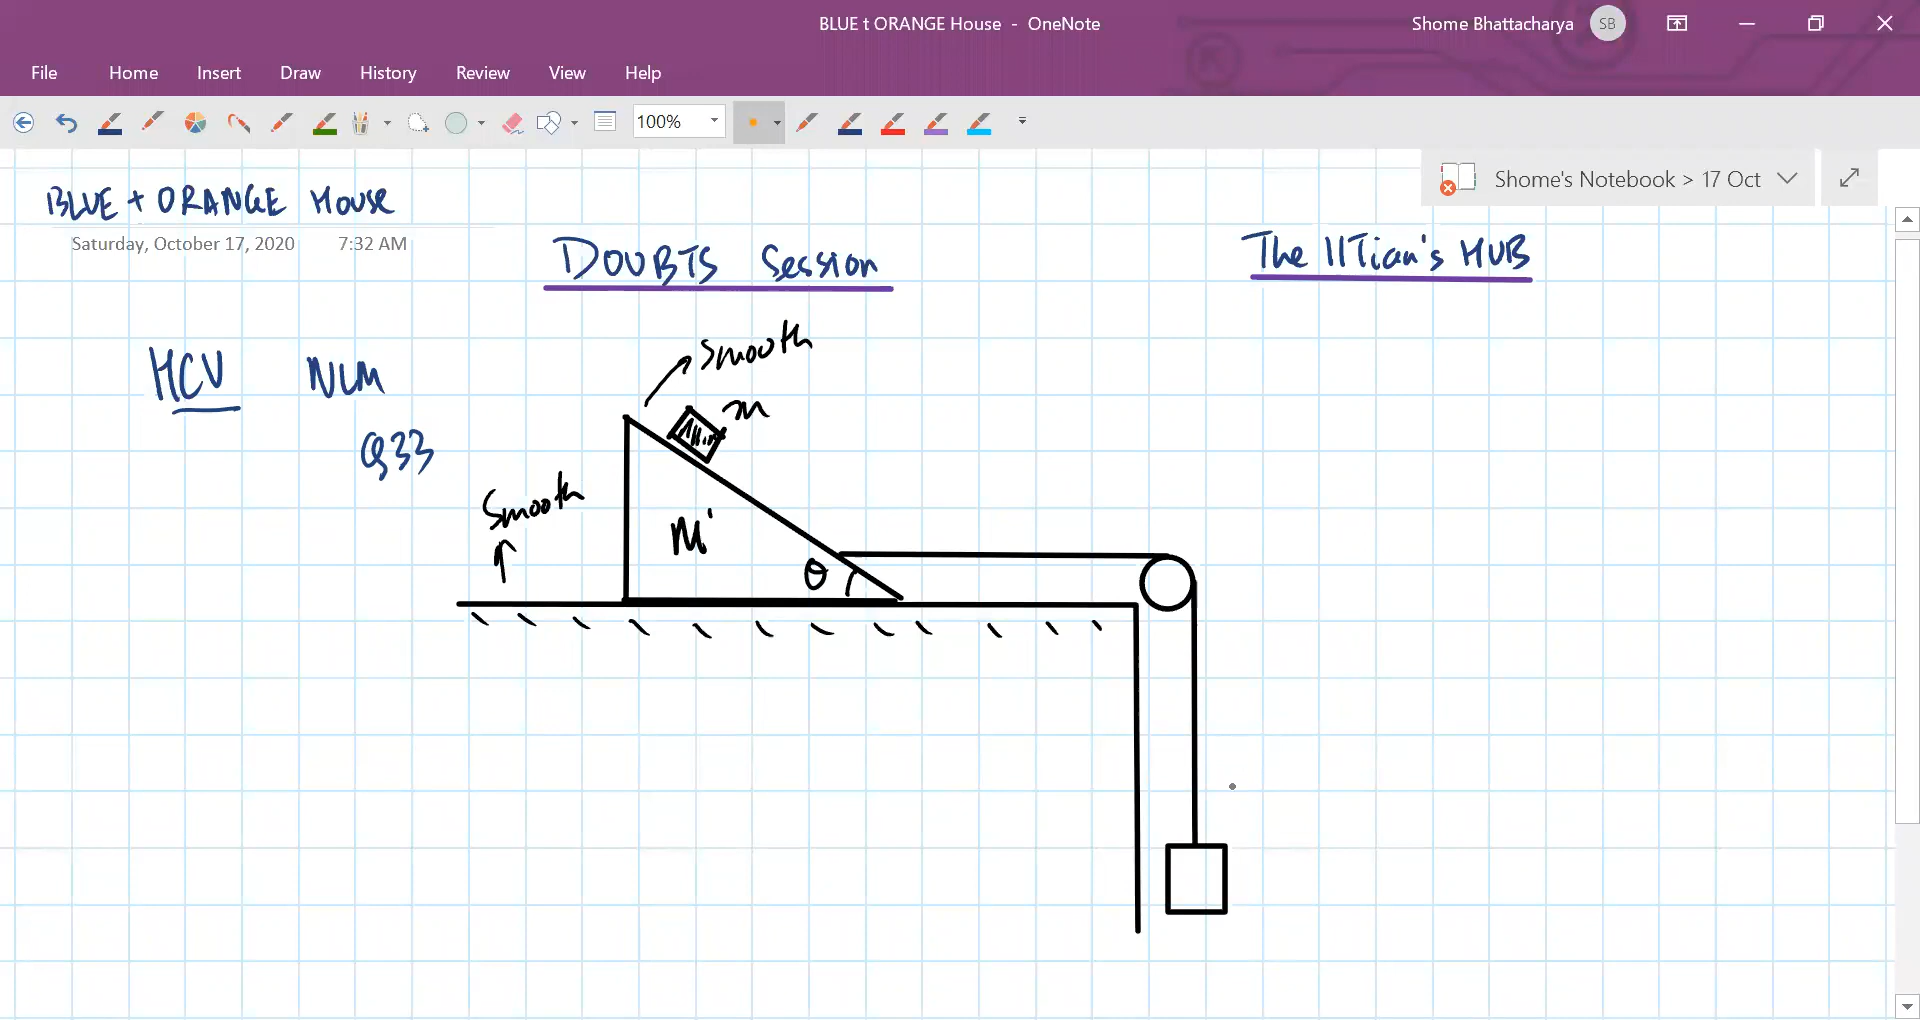 BLUE t ORANGE House - OneNote
Shome Bhattacharya SB
File Home Insert Draw History Review View Help
100%
Shome's Notebook > 17 Oct
BLUE + ORANGE House
Saturday, October 17, 2020 7:32 AM
DOUBTS Session
The IITian's HUB
HCV NLM
Q33
smooth
m
Smooth
M'
θ